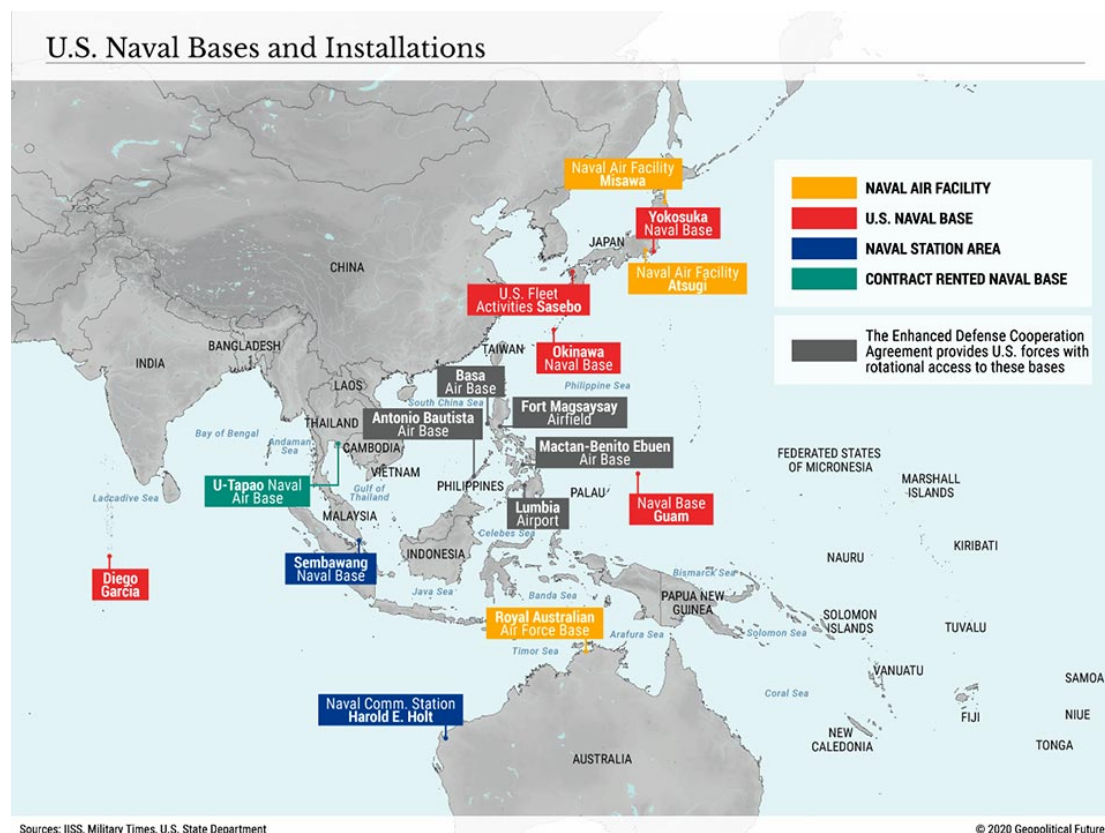 U.S. Naval Bases and Installations
Naval Air Facility
Misawa
Yokosuka
Naval Base
JAPAN
Naval Air Facility
Atsugi
U.S. Fleet
Activities Sasebo
CHINA
NAVAL AIR FACILITY
U.S. NAVAL BASE
NAVAL STATION AREA
CONTRACT RENTED NAVAL BASE
The Enhanced Defense Cooperation
Agreement provides U.S. forces with
rotational access to these bases
BANGLADESH
INDIA
TAIWAN
Okinawa
Naval Base
LAOS
Basa
Air Base
Philippine Sea
South China Sea
THAILAND
Antonio Bautista
Air Base
Fort Magsaysay
Airfield
Bay of Bengal
Andaman
Sea
CAMBODIA
Mactan-Benito Ebuen
Air Base
VIETNAM
U-Tapao Naval
Air Base
Gulf of
Thailand
PHILIPPINES
PALAU
Naval Base
Guam
FEDERATED STATES
OF MICRONESIA
MARSHALL
ISLANDS
Laccadive Sea
MALAYSIA
Lumbia
Airport
Celebes Sea
INDONESIA
Sembawang
Naval Base
Diego
Garcia
Java Sea
Banda Sea
Bismarck Sea
NAURU
KIRIBATI
PAPUA NEW
GUINEA
Royal Australian
Air Force Base
Arafura Sea
Timor Sea
Solomon Sea
SOLOMON
ISLANDS
TUVALU
VANUATU
SAMOA
Coral Sea
Naval Comm. Station
Harold E. Holt
FIJI
NIUE
NEW
CALEDONIA
TONGA
AUSTRALIA
Sources: IISS, Military Times, U.S. State Department
© 2020 Geopolitical Future